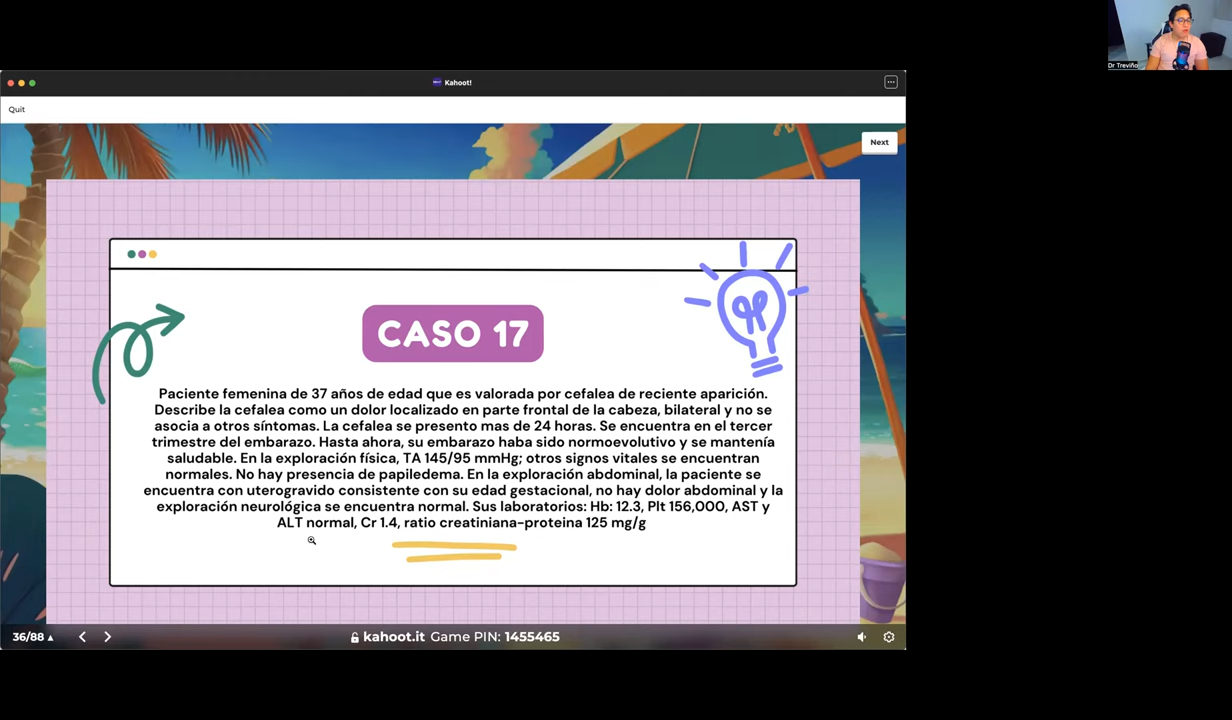 Dr Treviño
Kahoot!
Quit
Next
CASO 17
Paciente femenina de 37 años de edad que es valorada por cefalea de reciente aparición.
Describe la cefalea como un dolor localizado en parte frontal de la cabeza, bilateral y no se
asocia a otros síntomas. La cefalea se presento mas de 24 horas. Se encuentra en el tercer
trimestre del embarazo. Hasta ahora, su embarazo haba sido normoevolutivo y se mantenía
saludable. En la exploración física, TA 145/95 mmHg; otros signos vitales se encuentran
normales. No hay presencia de papiledema. En la exploración abdominal, la paciente se
encuentra con uterogravido consistente con su edad gestacional, no hay dolor abdominal y la
exploración neurológica se encuentra normal. Sus laboratorios: Hb: 12.3, Plt 156,000, AST y
ALT normal, Cr 1.4, ratio creatiniana-proteina 125 mg/g
36/88
kahoot.it Game PIN: 1455465